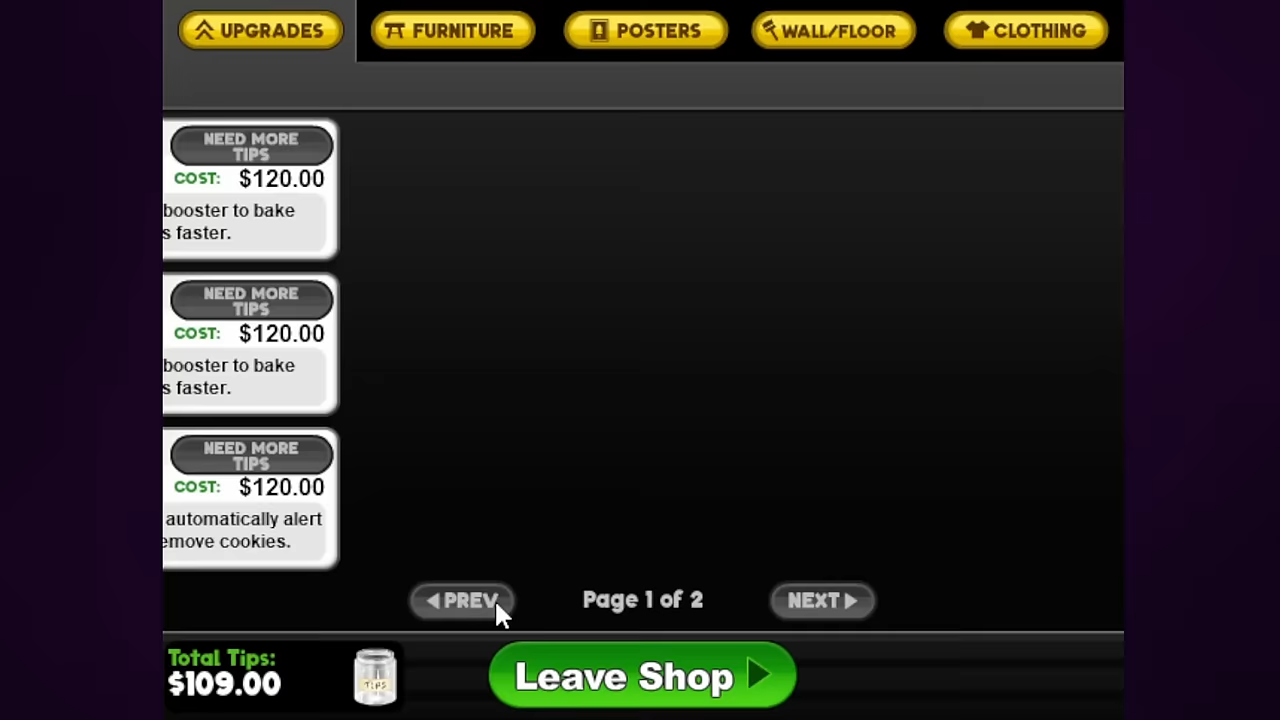 UPGRADES
FURNITURE
POSTERS
WALL/FLOOR
CLOTHING
NEED MORE
TIPS
COST: $120.00
booster to bake
s faster.
NEED MORE
TIPS
COST: $120.00
booster to bake
s faster.
NEED MORE
TIPS
COST: $120.00
automatically alert
emove cookies.
PREV
Page 1 of 2
NEXT
Total Tips:
$109.00
TIPS
Leave Shop